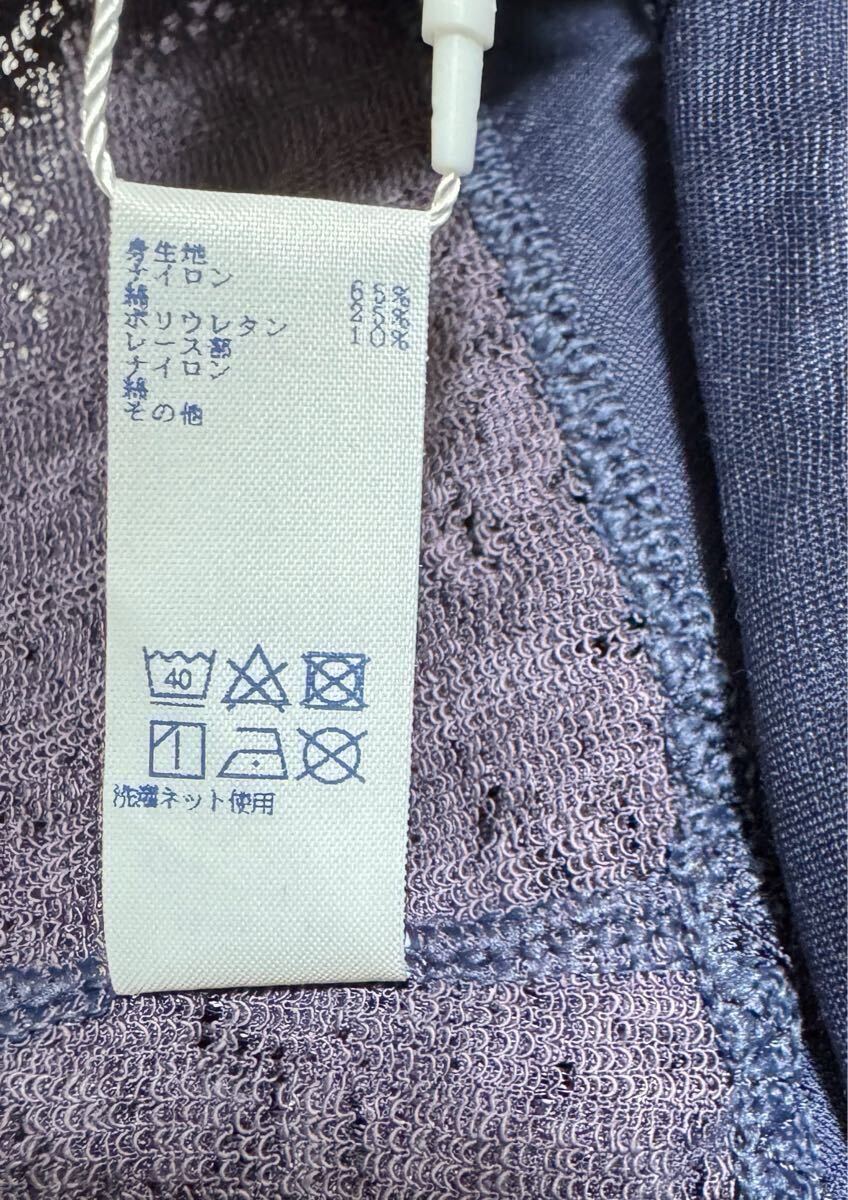 身生地
ナイロン 65%
綿 25%
ポリウレタン 10%
レース部
ナイロン
綿
その他
40
洗濯ネット使用